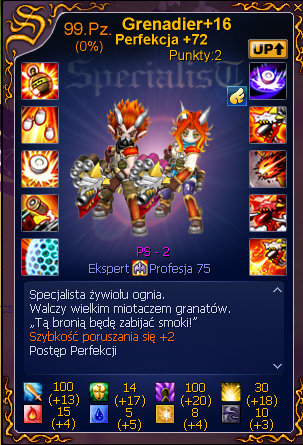 S
99.Pz.
(0%)
Grenadier+16
Perfekcja +72
Punkty:2
UP
SpecialisT
PS - 2
Ekspert Profesja 75
Specjalista żywiołu ognia.
Walczy wielkim miotaczem granatów.
„Tą bronią będę zabijać smoki!”
Szybkość poruszania się +2
Postęp Perfekcji
100 14 100 30
(+13) (+17) (+20) (+18)
15 5 8 10
(+4) (+5) (+4) (+3)